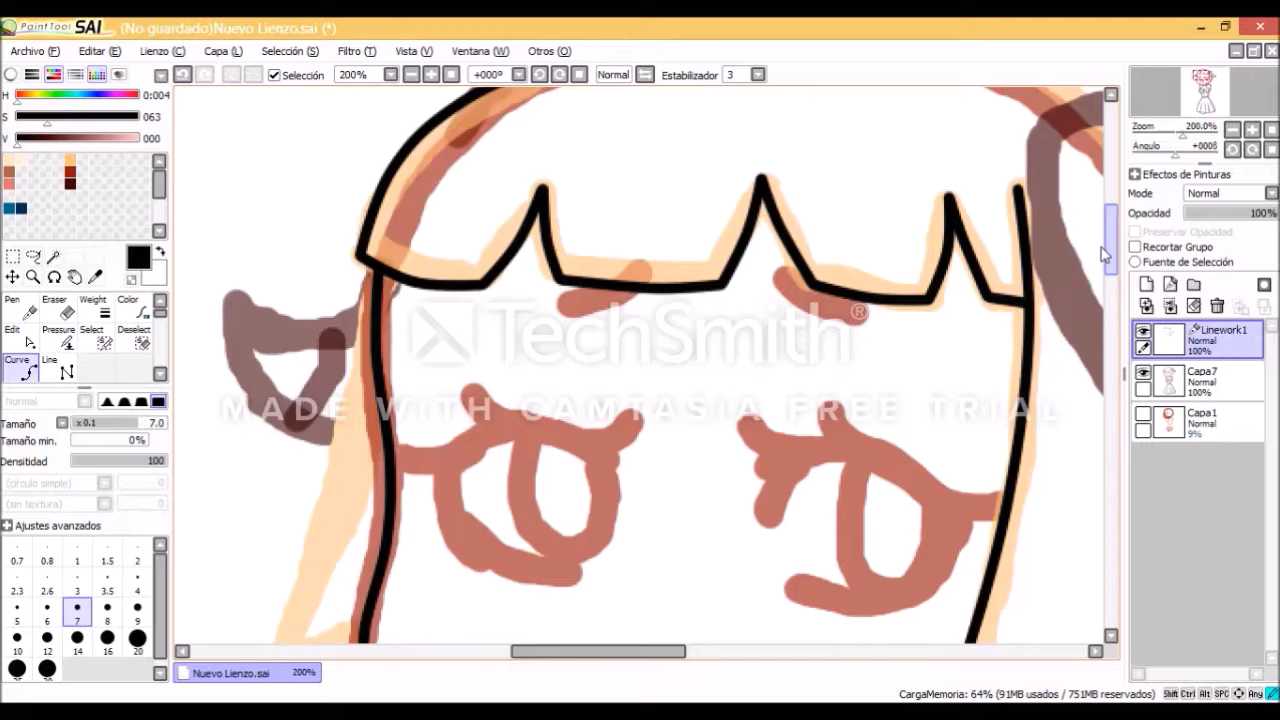 PaintTool SAI (No guardado)Nuevo Lienzo.sai (*)
Archivo (F) Editar (E) Lienzo (C) Capa (L) Selección (S) Filtro (T) Vista (V) Ventana (W) Otros (O)
Selección 200% +000º Normal Estabilizador 3
H 0:004
S 063
V 000
Zoom 200.0%
Ángulo +000ß
Efectos de Pinturas
Mode Normal
Opacidad 100%
Preservar Opacidad
Recortar Grupo
Fuente de Selección
Pen Eraser Weight Color
Edit Pressure Select Deselect
Curve Line
Normal
Tamaño x 0.1 7.0
Tamaño min. 0%
Densitidad 100
(círculo simple) 0
(sin textura) 0
Ajustes avanzados
0.7 0.8 1 1.5 2
2.3 2.6 3 3.5 4
5 6 7 8 9
10 12 14 16 20
Linework1
Normal
100%
Capa7
Normal
100%
Capa1
Normal
9%
TechSmith®
MADE WITH CAMTASIA FREE TRIAL
Nuevo Lienzo.sai 200%
CargaMemoria: 64% (91MB usados / 751MB reservados) Shift Ctrl Alt SPC Any